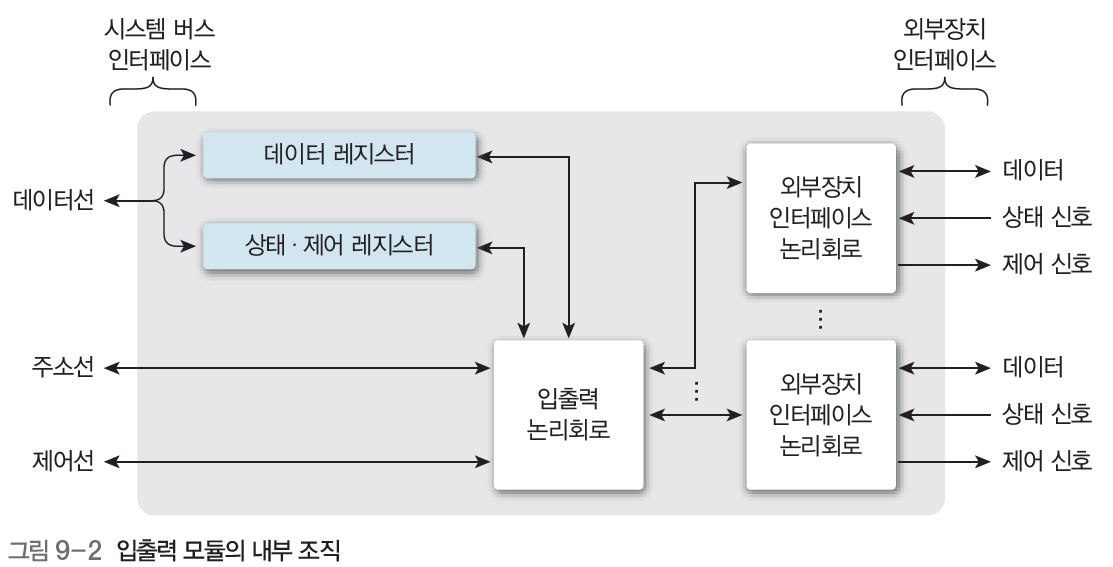 시스템 버스
인터페이스
외부장치
인터페이스
데이터 레지스터
데이터선
상태 · 제어 레지스터
외부장치
인터페이스
논리회로
데이터
상태 신호
제어 신호
⋮
주소선
제어선
입출력
논리회로
⋮
외부장치
인터페이스
논리회로
데이터
상태 신호
제어 신호
그림 9-2 입출력 모듈의 내부 조직